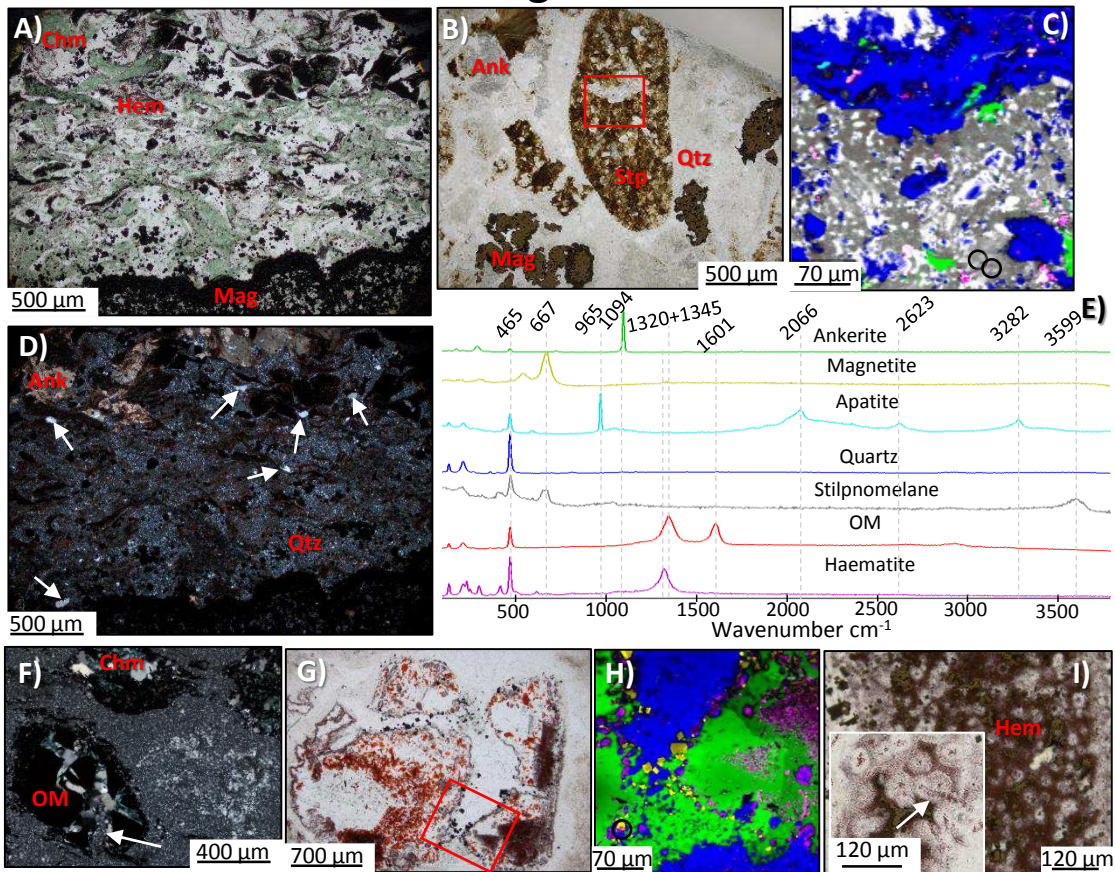 A)
Chm
Hem
Mag
500 µm
B)
Ank
Stp
Qtz
Mag
500 µm
C)
70 µm
D)
Ank
Qtz
500 µm
E)
465
667
965
1094
1320+1345
1601
2066
2623
3282
3599
Ankerite
Magnetite
Apatite
Quartz
Stilpnomelane
OM
Haematite
500
1000
1500
2000
2500
3000
3500
Wavenumber cm-1
F)
Chm
OM
400 µm
G)
700 µm
H)
70 µm
I)
Hem
120 µm
120 µm